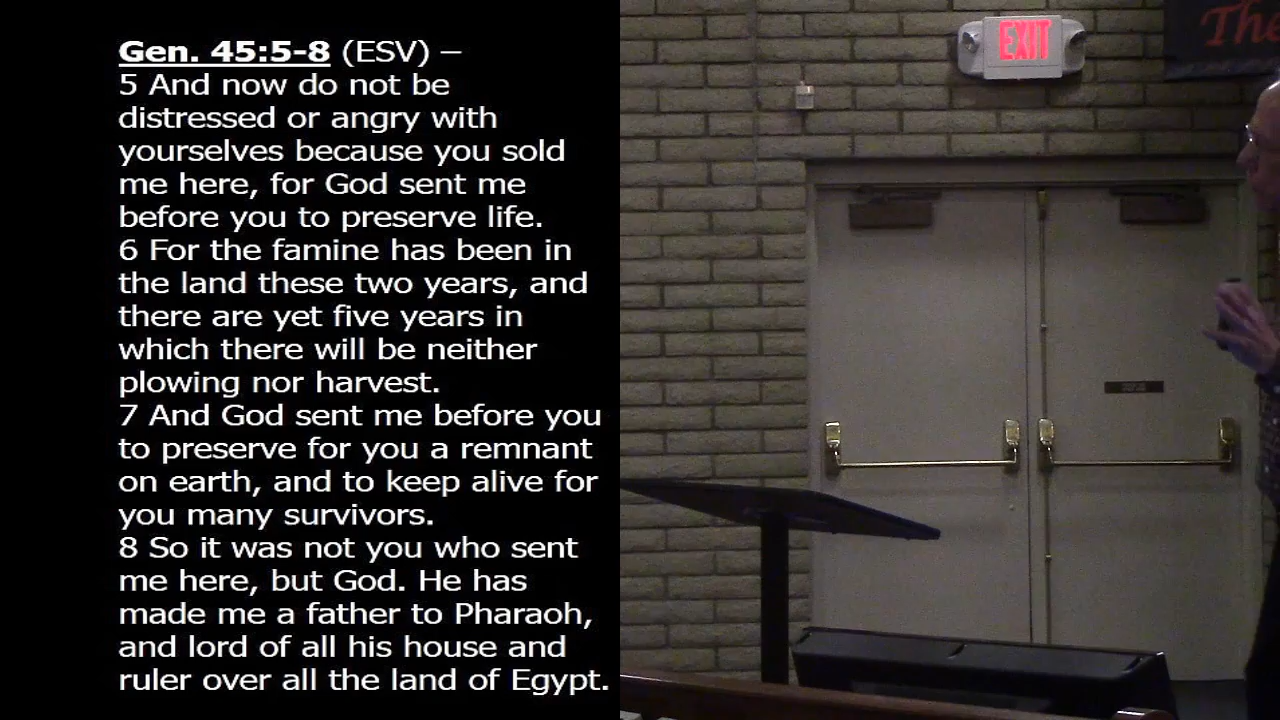 Gen. 45:5-8 (ESV) –
5 And now do not be
distressed or angry with
yourselves because you sold
me here, for God sent me
before you to preserve life.
6 For the famine has been in
the land these two years, and
there are yet five years in
which there will be neither
plowing nor harvest.
7 And God sent me before you
to preserve for you a remnant
on earth, and to keep alive for
you many survivors.
8 So it was not you who sent
me here, but God. He has
made me a father to Pharaoh,
and lord of all his house and
ruler over all the land of Egypt.
EXIT
The